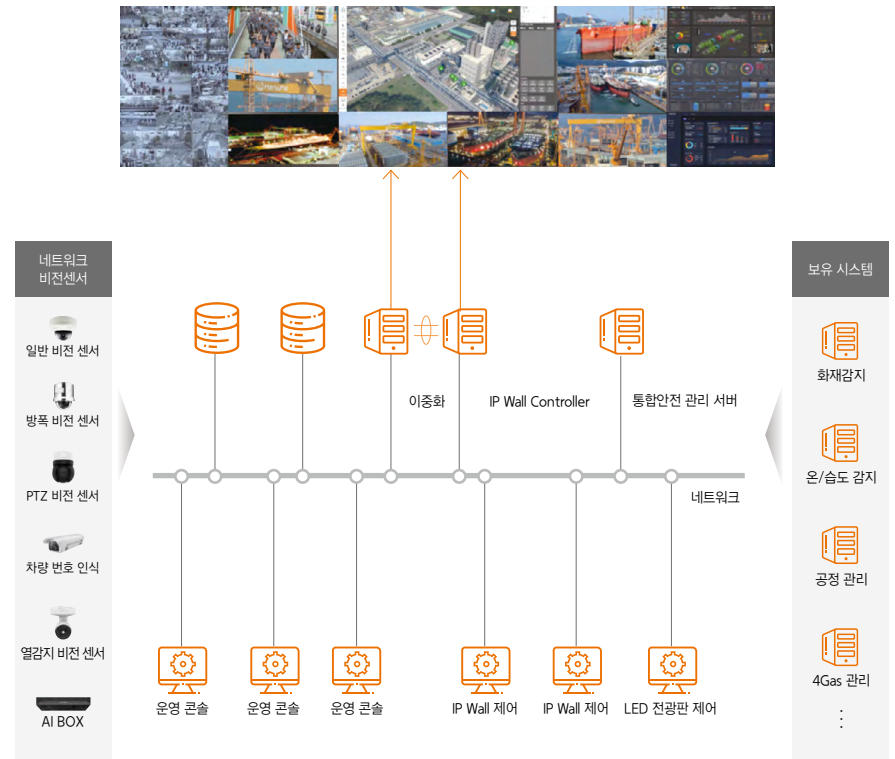 네트워크
비전센서
일반 비전 센서
방폭 비전 센서
PTZ 비전 센서
차량 번호 인식
열감지 비전 센서
AI BOX
이중화
IP Wall Controller
통합안전 관리 서버
네트워크
운영 콘솔
운영 콘솔
운영 콘솔
IP Wall 제어
IP Wall 제어
LED 전광판 제어
보유 시스템
화재감지
온/습도 감지
공정 관리
4Gas 관리
⋮